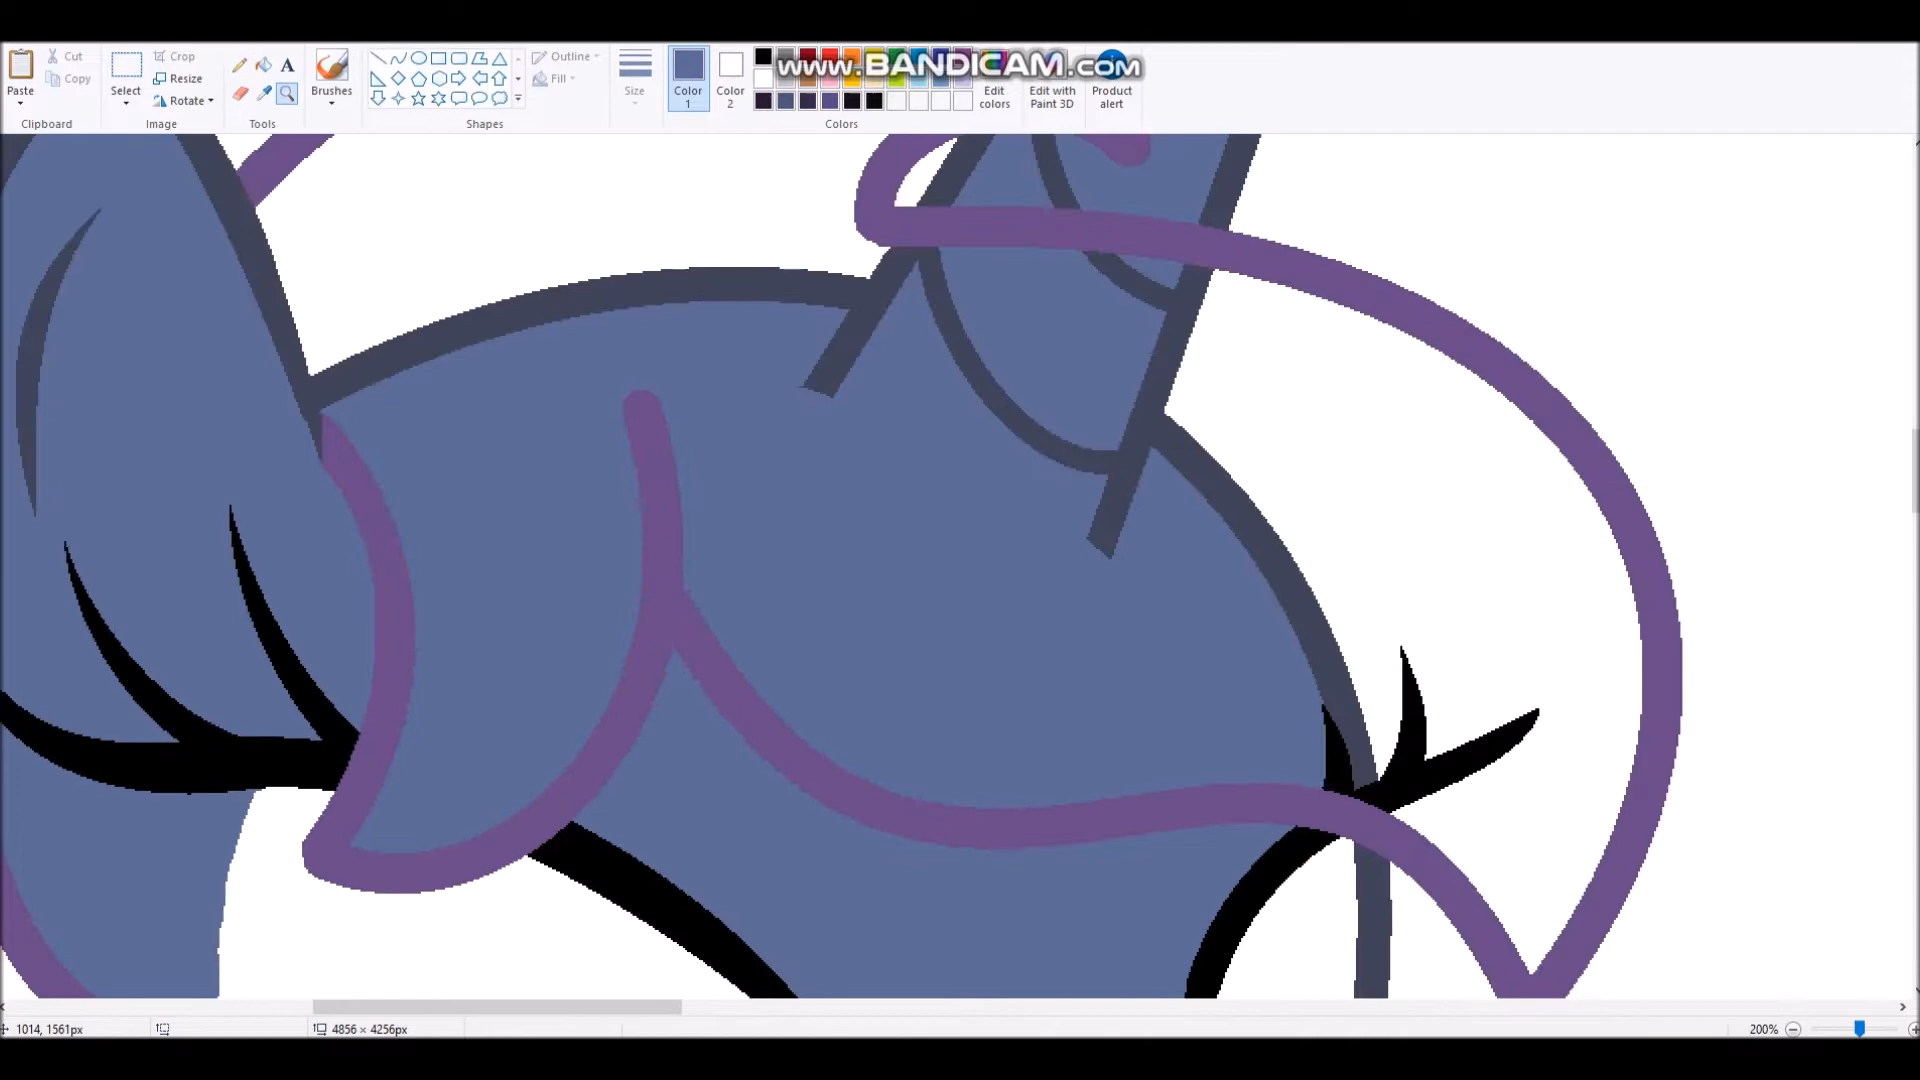 www.BANDICAM.com
Paste
Cut
Copy
Clipboard
Select
Crop
Resize
Rotate
Image
A
Tools
Brushes
Shapes
Outline
Fill
Size
Color 1
Color 2
Colors
Edit colors
Edit with Paint 3D
Product alert
1014, 1561px
4856 × 4256px
200%